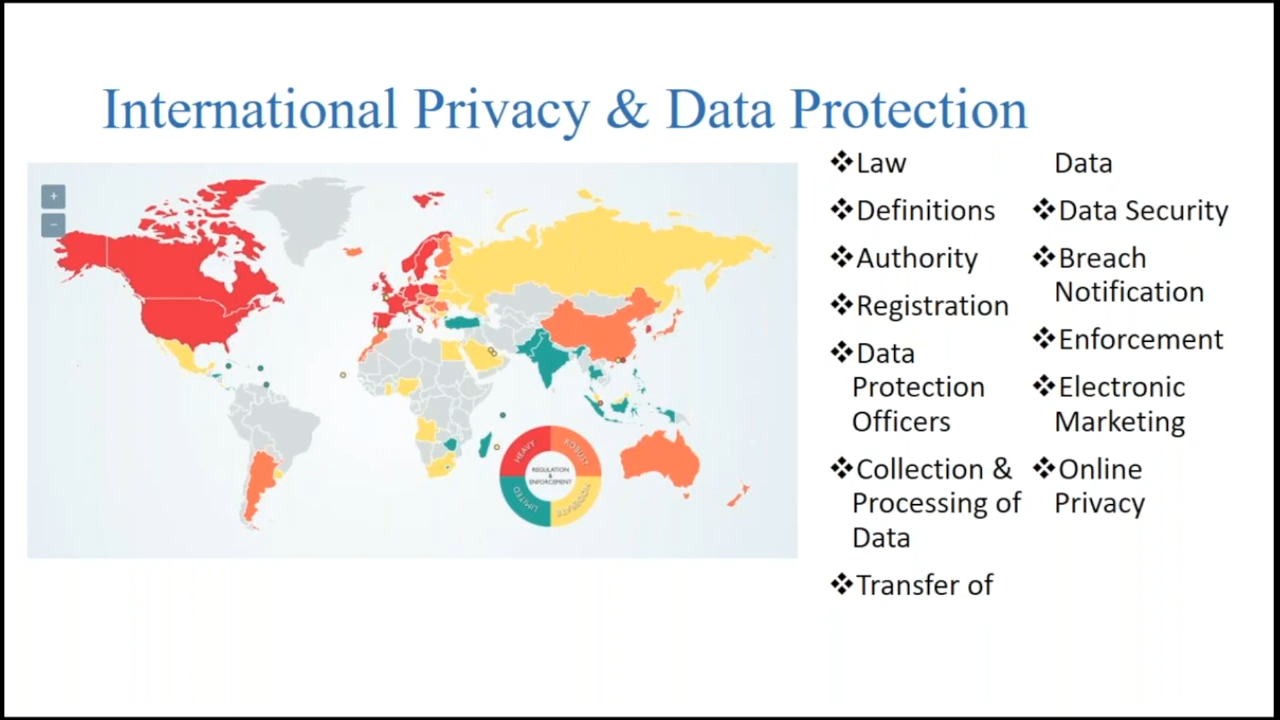 International Privacy & Data Protection
+
−
HEAVY
ROBUST
REGULATION
&
ENFORCEMENT
LIMITED
MODERATE
❖Law
❖Definitions
❖Authority
❖Registration
❖Data
Protection
Officers
❖Collection &
Processing of
Data
❖Transfer of
Data
❖Data Security
❖Breach
Notification
❖Enforcement
❖Electronic
Marketing
❖Online
Privacy